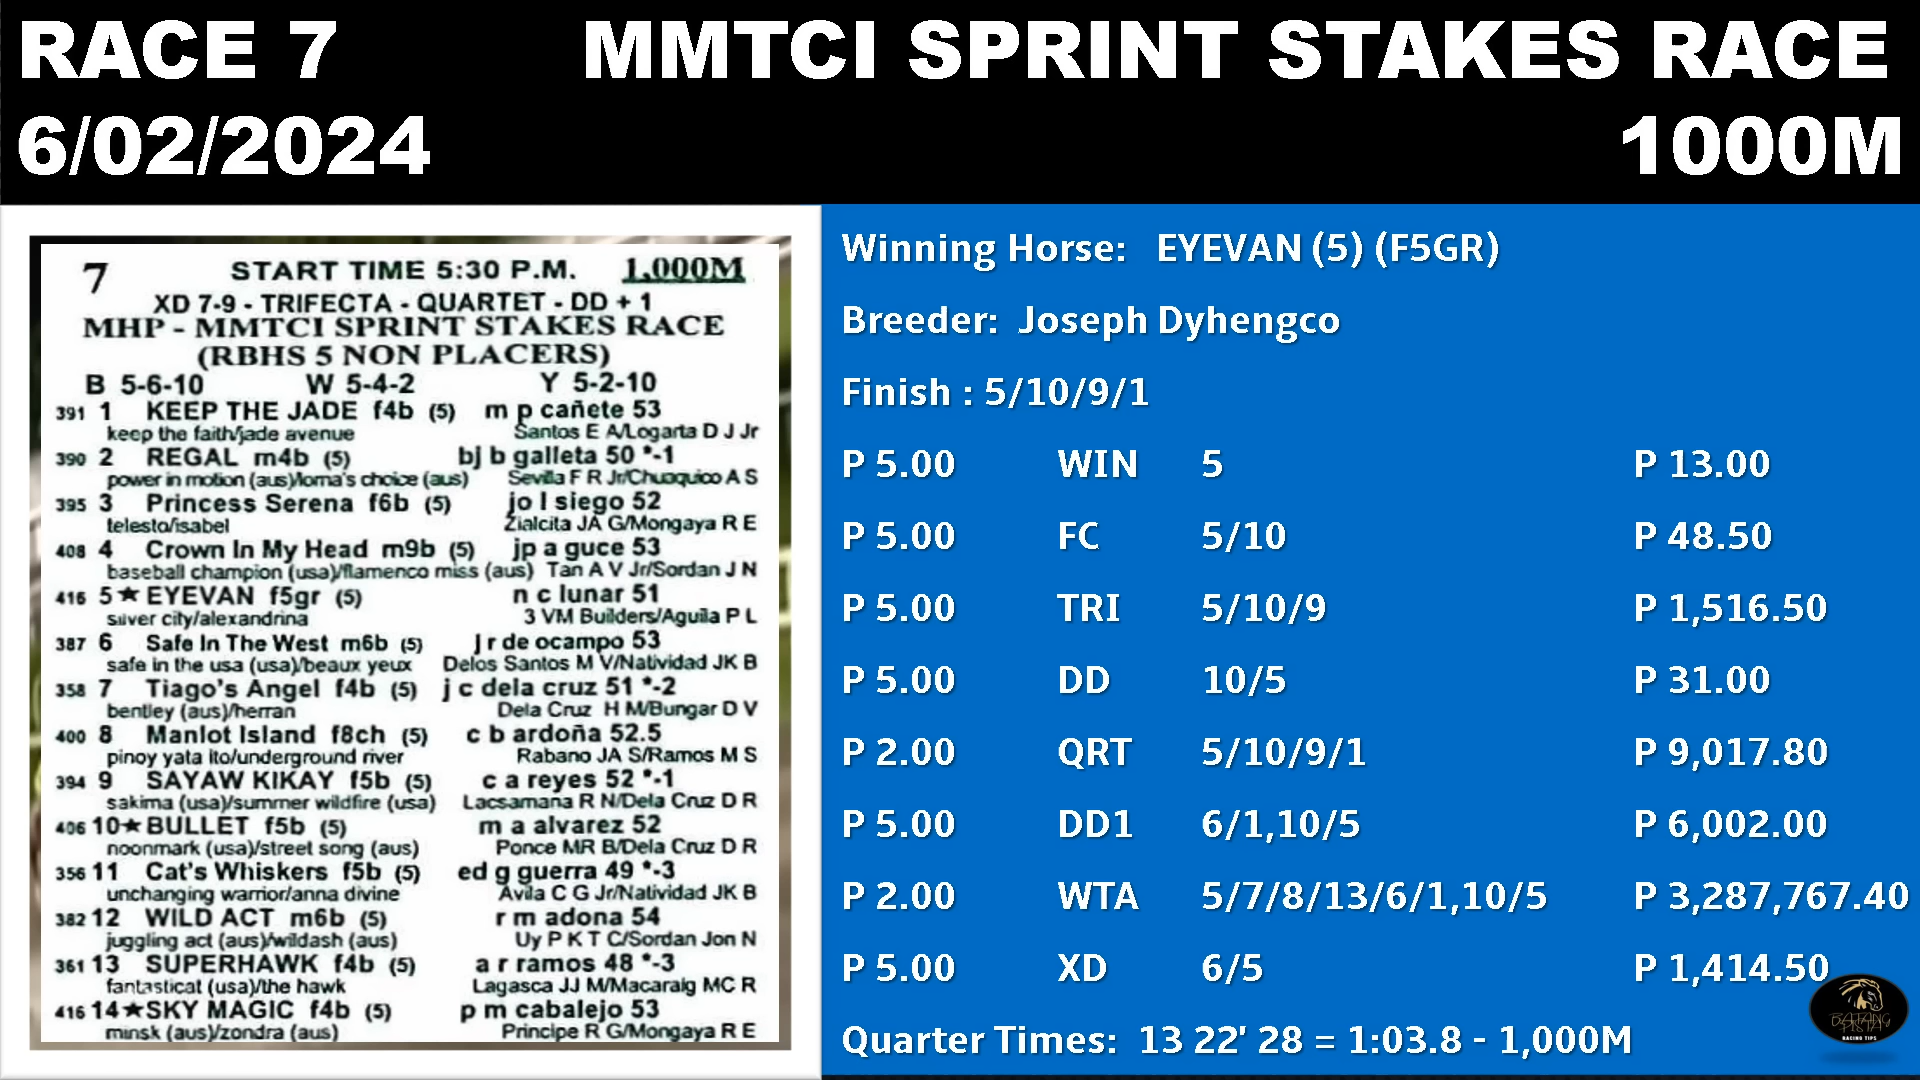 RACE 7 MMTCI SPRINT STAKES RACE
6/02/2024 1000M
7 START TIME 5:30 P.M. 1,000M
XD 7-9 - TRIFECTA - QUARTET - DD + 1
MHP - MMTCI SPRINT STAKES RACE
(RBHS 5 NON PLACERS)
B 5-6-10 W 5-4-2 Y 5-2-10
391 1 KEEP THE JADE f4b (5) m p cañete 53
keep the faith/jade avenue Santos E A/Logarta D J Jr
390 2 REGAL m4b (5) bj b galleta 50 *-1
power in motion (aus)/lorna's choice (aus) Sevilla F R Jr/Chuaquico A S
395 3 Princess Serena f6b (5) jo l siego 52
telesto/isabel Zialcita JA G/Mongaya R E
408 4 Crown In My Head m9b (5) jp a guce 53
baseball champion (usa)/flamenco miss (aus) Tan A V Jr/Sordan J N
416 5★ EYEVAN f5gr (5) n c lunar 51
silver city/alexandrina 3 VM Builders/Aguila P L
387 6 Safe In The West m6b (5) j r de ocampo 53
safe in the usa (usa)/beaux yeux Delos Santos M V/Natividad JK B
358 7 Tiago's Angel f4b (5) j c dela cruz 51 *-2
bentley (aus)/herran Dela Cruz H M/Bungar D V
400 8 Manlot Island f8ch (5) c b ardoña 52.5
pinoy yata ito/underground river Rabano JA S/Ramos M S
394 9 SAYAW KIKAY f5b (5) c a reyes 52 *-1
sakima (usa)/summer wildfire (usa) Lacsamana R N/Dela Cruz D R
406 10★ BULLET f5b (5) m a alvarez 52
noonmark (usa)/street song (aus) Ponce MR B/Dela Cruz D R
356 11 Cat's Whiskers f5b (5) ed g guerra 49 *-3
unchanging warrior/anna divine Avila C G Jr/Natividad JK B
382 12 WILD ACT m6b (5) r m adona 54
juggling act (aus)/wildash (aus) Uy P K T C/Sordan Jon N
361 13 SUPERHAWK f4b (5) a r ramos 48 *-3
fantasticat (usa)/the hawk Lagasca JJ M/Macaraig MC R
416 14★ SKY MAGIC f4b (5) p m cabalejo 53
minsk (aus)/zondra (aus) Principe R G/Mongaya R E
Winning Horse: EYEVAN (5) (F5GR)
Breeder: Joseph Dyhengco
Finish : 5/10/9/1
P 5.00 WIN 5 P 13.00
P 5.00 FC 5/10 P 48.50
P 5.00 TRI 5/10/9 P 1,516.50
P 5.00 DD 10/5 P 31.00
P 2.00 QRT 5/10/9/1 P 9,017.80
P 5.00 DD1 6/1,10/5 P 6,002.00
P 2.00 WTA 5/7/8/13/6/1,10/5 P 3,287,767.40
P 5.00 XD 6/5 P 1,414.50
Quarter Times: 13 22' 28 = 1:03.8 - 1,000M
BATANG
PISTA
RACING TIPS